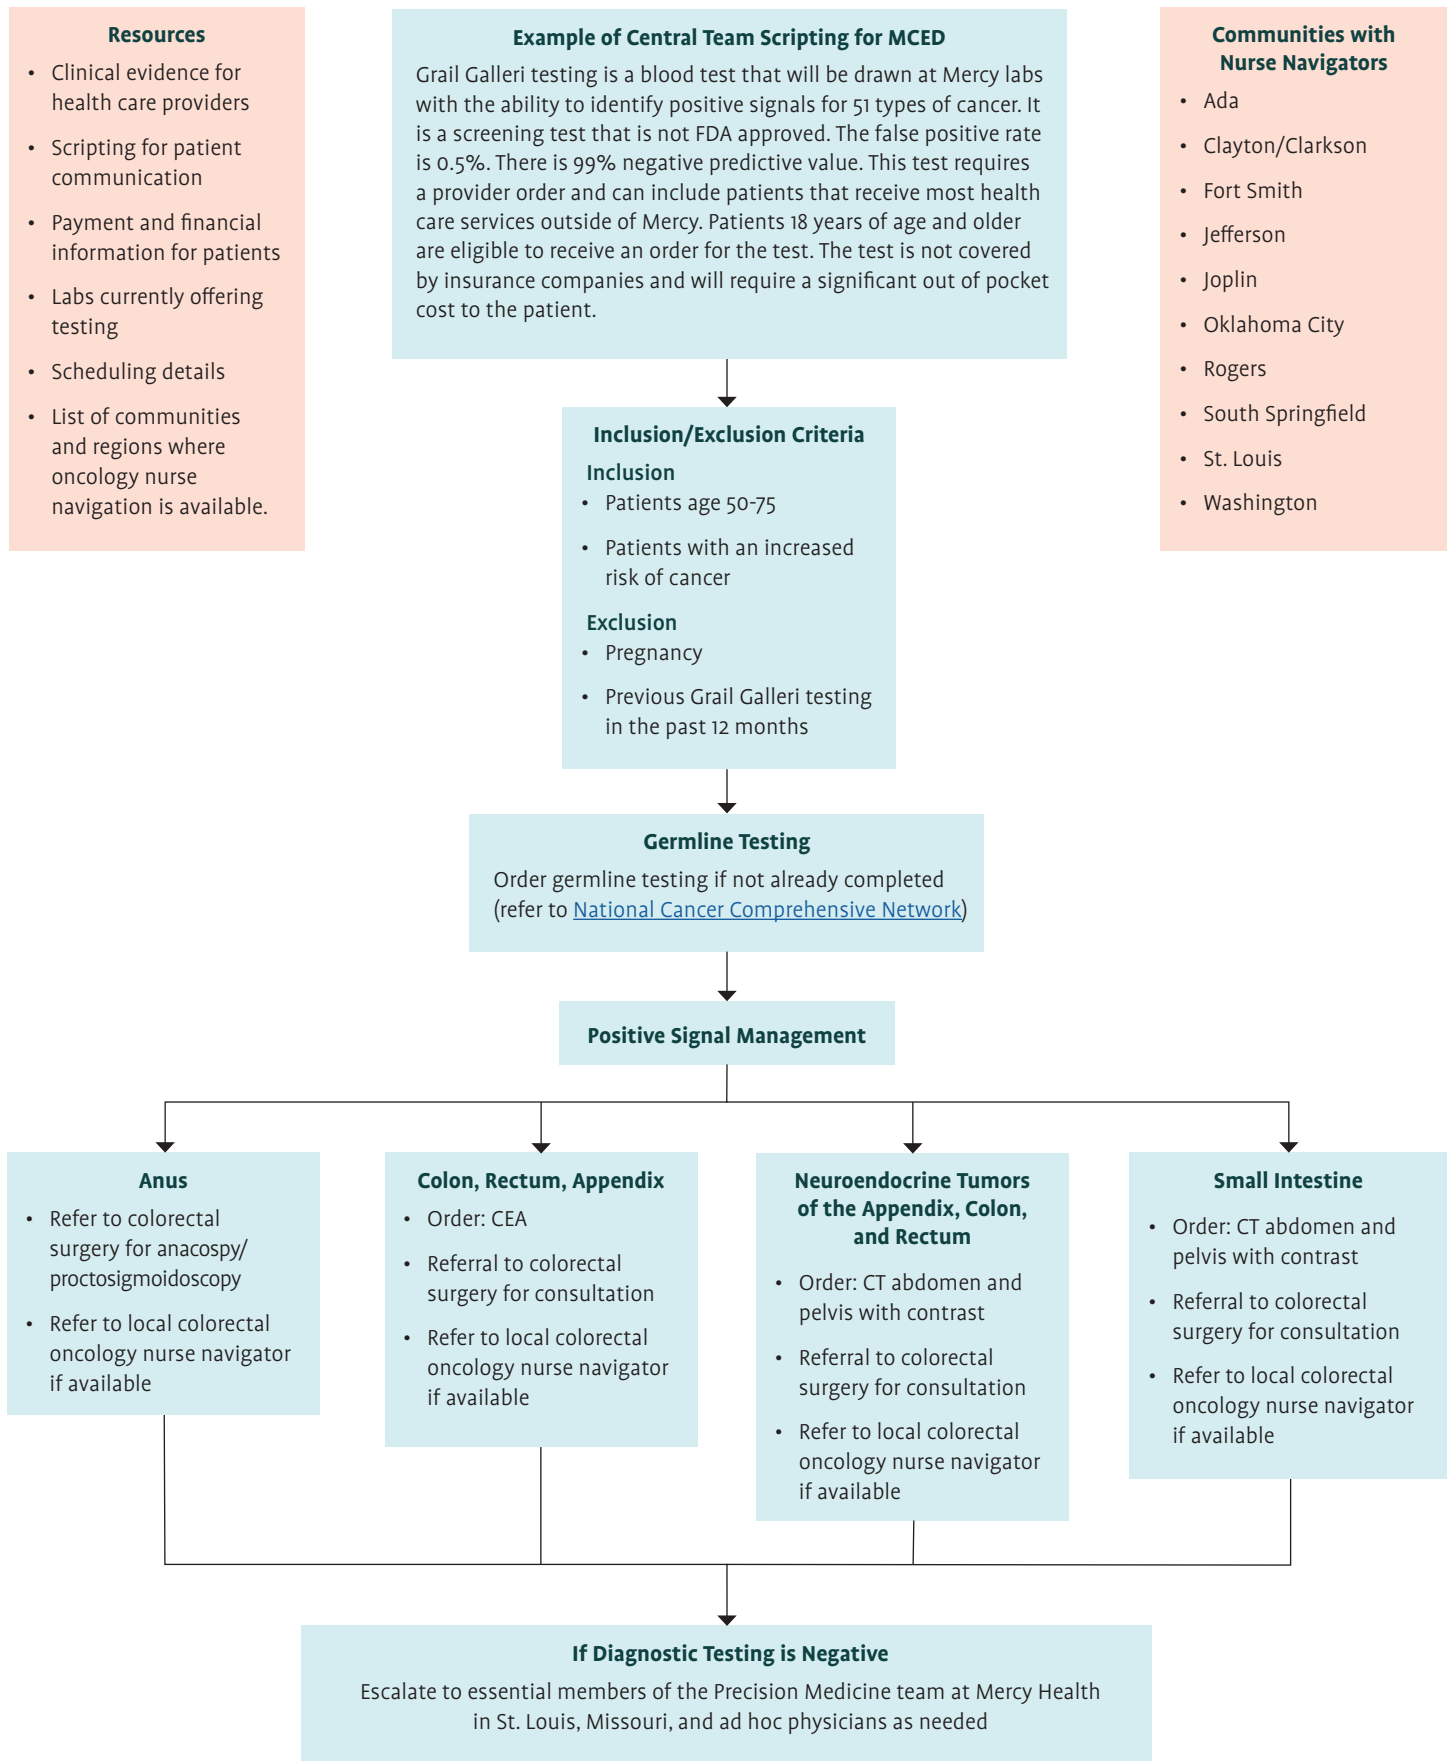 Resources
• Clinical evidence for
health care providers
• Scripting for patient
communication
• Payment and financial
information for patients
• Labs currently offering
testing
• Scheduling details
• List of communities
and regions where
oncology nurse
navigation is available.
Example of Central Team Scripting for MCED
Grail Galleri testing is a blood test that will be drawn at Mercy labs
with the ability to identify positive signals for 51 types of cancer. It
is a screening test that is not FDA approved. The false positive rate
is 0.5%. There is 99% negative predictive value. This test requires
a provider order and can include patients that receive most health
care services outside of Mercy. Patients 18 years of age and older
are eligible to receive an order for the test. The test is not covered
by insurance companies and will require a significant out of pocket
cost to the patient.
Communities with
Nurse Navigators
• Ada
• Clayton/Clarkson
• Fort Smith
• Jefferson
• Joplin
• Oklahoma City
• Rogers
• South Springfield
• St. Louis
• Washington
Inclusion/Exclusion Criteria
Inclusion
• Patients age 50-75
• Patients with an increased
risk of cancer
Exclusion
• Pregnancy
• Previous Grail Galleri testing
in the past 12 months
Germline Testing
Order germline testing if not already completed
(refer to National Cancer Comprehensive Network)
Positive Signal Management
Anus
• Refer to colorectal
surgery for anacospy/
proctosigmoidoscopy
• Refer to local colorectal
oncology nurse navigator
if available
Colon, Rectum, Appendix
• Order: CEA
• Referral to colorectal
surgery for consultation
• Refer to local colorectal
oncology nurse navigator
if available
Neuroendocrine Tumors
of the Appendix, Colon,
and Rectum
• Order: CT abdomen and
pelvis with contrast
• Referral to colorectal
surgery for consultation
• Refer to local colorectal
oncology nurse navigator
if available
Small Intestine
• Order: CT abdomen and
pelvis with contrast
• Referral to colorectal
surgery for consultation
• Refer to local colorectal
oncology nurse navigator
if available
If Diagnostic Testing is Negative
Escalate to essential members of the Precision Medicine team at Mercy Health
in St. Louis, Missouri, and ad hoc physicians as needed